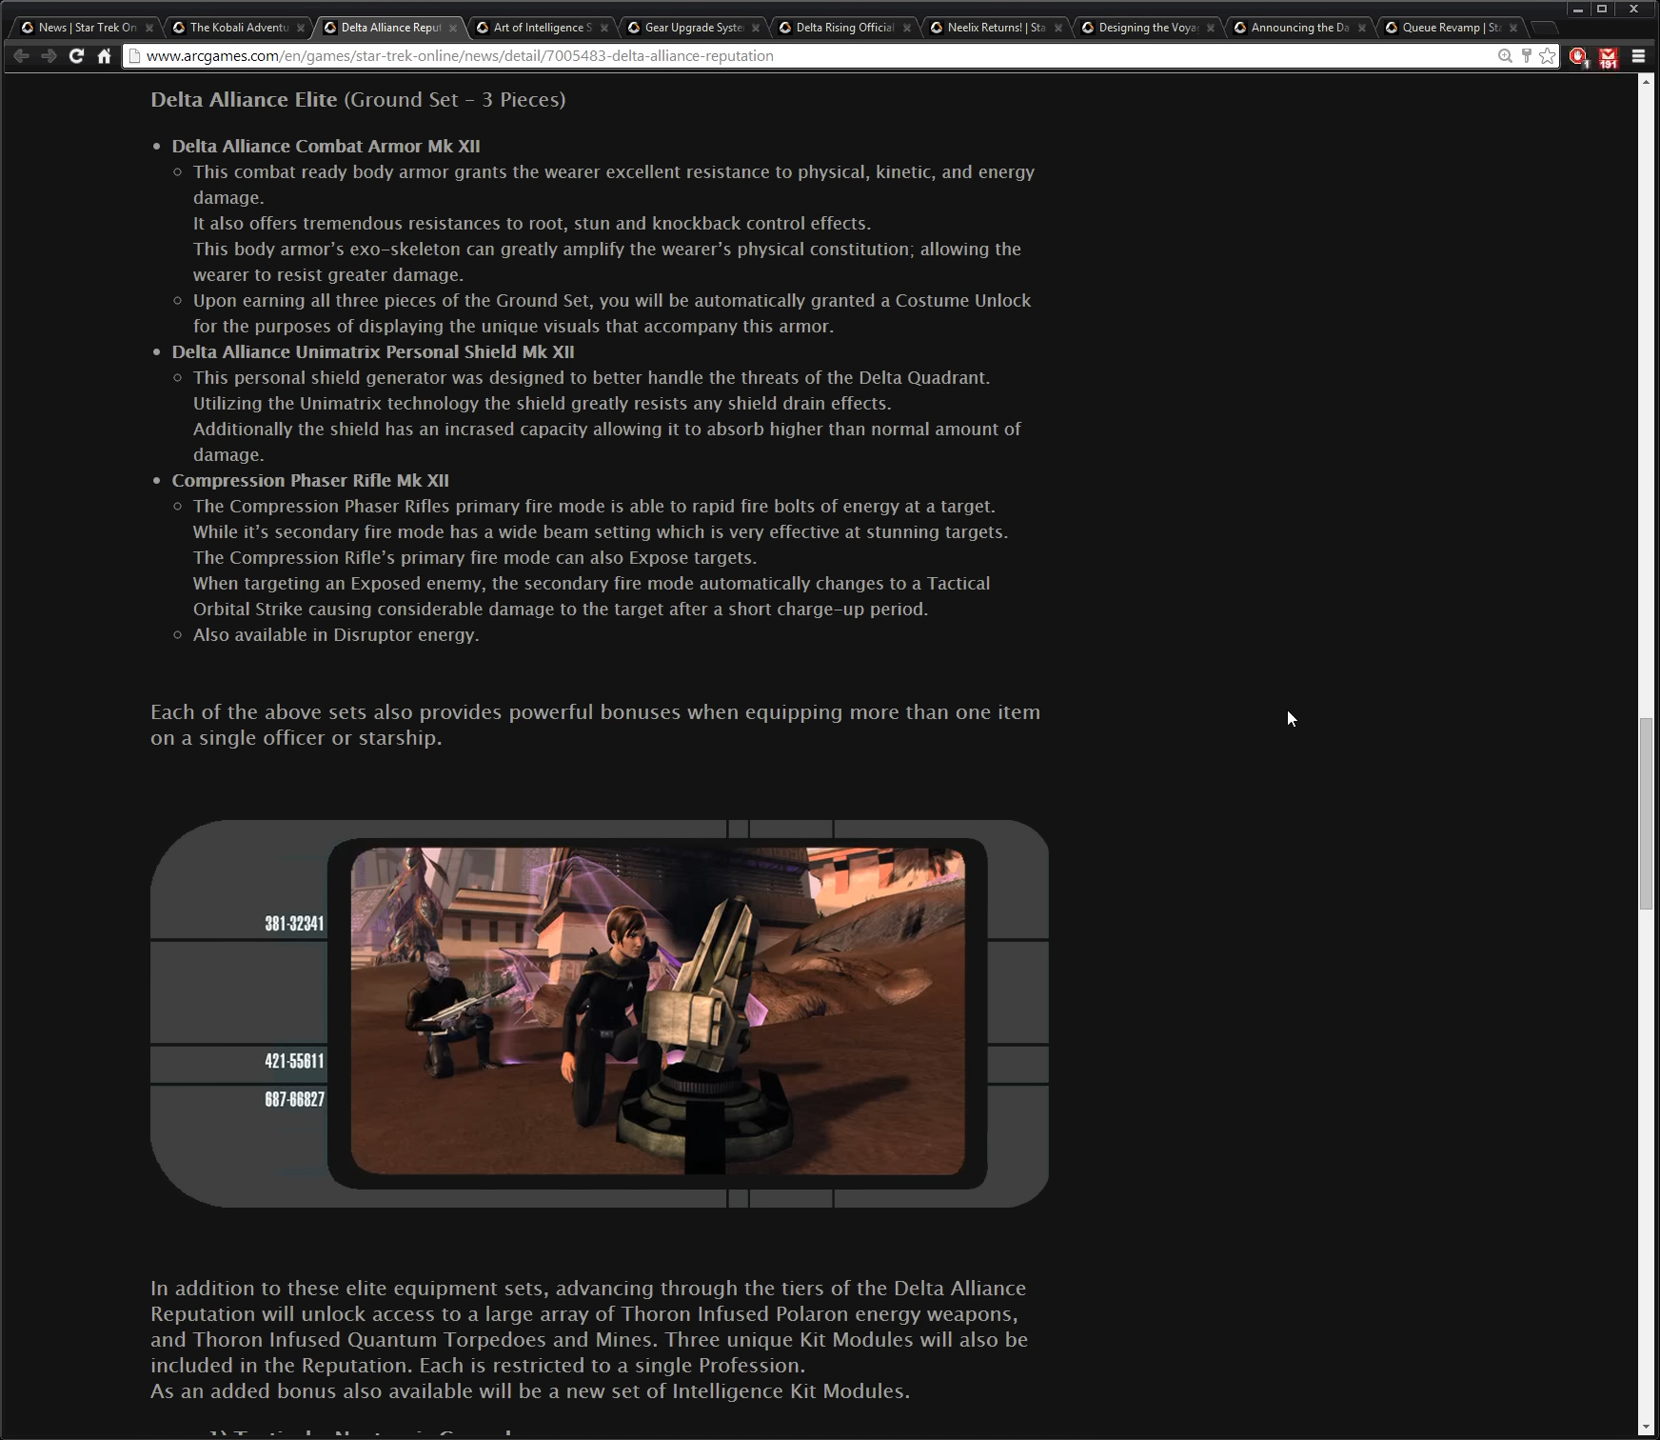 News | Star Trek On
The Kobali Adventu
Delta Alliance Reput
Art of Intelligence S
Gear Upgrade Syste
Delta Rising Official
Neelix Returns! | Sta
Designing the Voya
Announcing the Da
Queue Revamp | St
www.arcgames.com/en/games/star-trek-online/news/detail/7005483-delta-alliance-reputation
1
191
Delta Alliance Elite (Ground Set – 3 Pieces)
• Delta Alliance Combat Armor Mk XII
○ This combat ready body armor grants the wearer excellent resistance to physical, kinetic, and energy
damage.
It also offers tremendous resistances to root, stun and knockback control effects.
This body armor’s exo-skeleton can greatly amplify the wearer’s physical constitution; allowing the
wearer to resist greater damage.
○ Upon earning all three pieces of the Ground Set, you will be automatically granted a Costume Unlock
for the purposes of displaying the unique visuals that accompany this armor.
• Delta Alliance Unimatrix Personal Shield Mk XII
○ This personal shield generator was designed to better handle the threats of the Delta Quadrant.
Utilizing the Unimatrix technology the shield greatly resists any shield drain effects.
Additionally the shield has an incrased capacity allowing it to absorb higher than normal amount of
damage.
• Compression Phaser Rifle Mk XII
○ The Compression Phaser Rifles primary fire mode is able to rapid fire bolts of energy at a target.
While it’s secondary fire mode has a wide beam setting which is very effective at stunning targets.
The Compression Rifle’s primary fire mode can also Expose targets.
When targeting an Exposed enemy, the secondary fire mode automatically changes to a Tactical
Orbital Strike causing considerable damage to the target after a short charge-up period.
○ Also available in Disruptor energy.
Each of the above sets also provides powerful bonuses when equipping more than one item
on a single officer or starship.
381-32341
421-55611
687-66827
In addition to these elite equipment sets, advancing through the tiers of the Delta Alliance
Reputation will unlock access to a large array of Thoron Infused Polaron energy weapons,
and Thoron Infused Quantum Torpedoes and Mines. Three unique Kit Modules will also be
included in the Reputation. Each is restricted to a single Profession.
As an added bonus also available will be a new set of Intelligence Kit Modules.